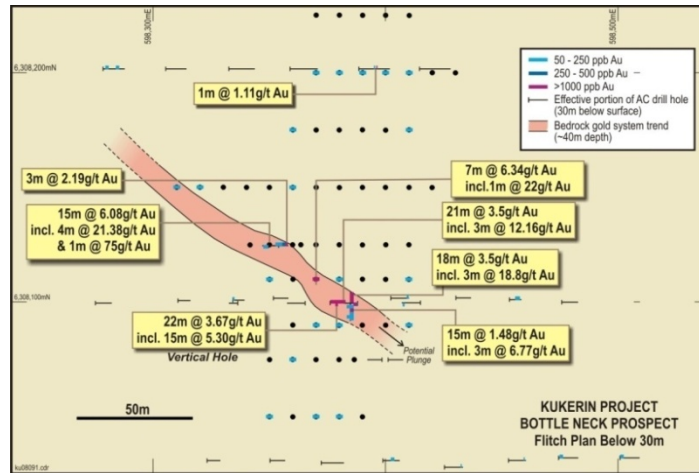 598,300mE
598,500mE
6,308,200mN
50 - 250 ppb Au
250 - 500 ppb Au
>1000 ppb Au
Effective portion of AC drill hole
(30m below surface)
Bedrock gold system trend
(~40m depth)
1m @ 1.11g/t Au
3m @ 2.19g/t Au
7m @ 6.34g/t Au
incl.1m @ 22g/t Au
15m @ 6.08g/t Au
incl. 4m @ 21.38g/t Au
& 1m @ 75g/t Au
21m @ 3.5g/t Au
incl. 3m @ 12.16g/t Au
18m @ 3.5g/t Au
incl. 3m @ 18.8g/t Au
6,308,100mN
22m @ 3.67g/t Au
incl. 15m @ 5.30g/t Au
Vertical Hole
15m @ 1.48g/t Au
incl. 3m @ 6.77g/t Au
Potential
Plunge
50m
KUKERIN PROJECT
BOTTLE NECK PROSPECT
Flitch Plan Below 30m
ku08091.cdr